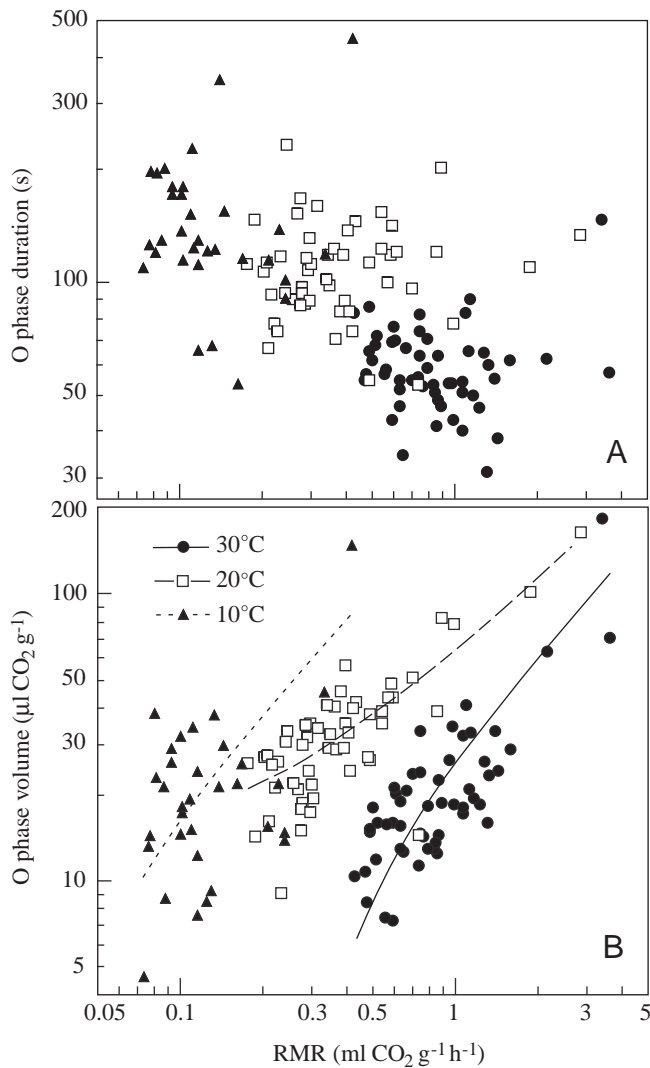 500
300
100
50
30
O phase duration (s)
A
200
100
50
30
10
5
O phase volume (µl CO2 g-1)
30°C
20°C
10°C
B
0.05 0.1 0.3 0.5 1 3 5
RMR (ml CO2 g-1 h-1)